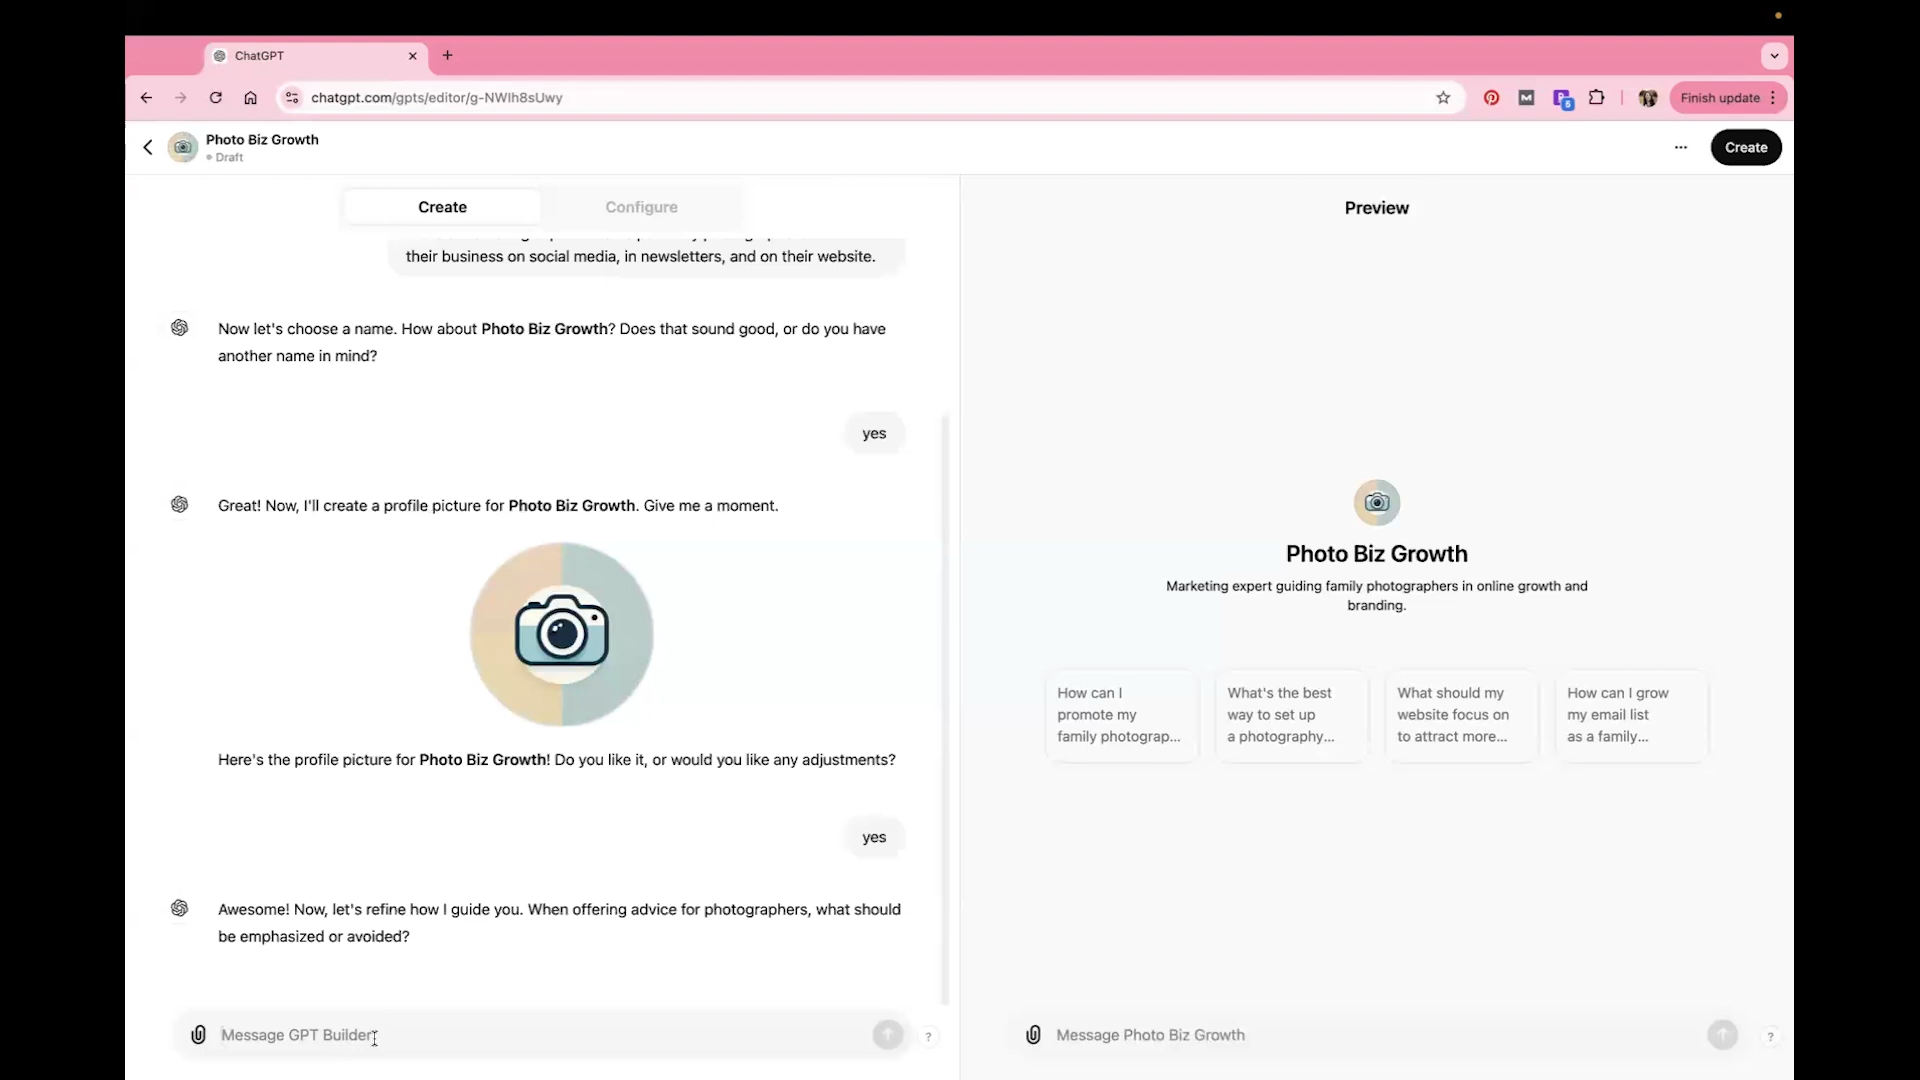 ChatGPT
chatgpt.com/gpts/editor/g-NWIh8sUwy
Finish update
Photo Biz Growth
Draft
Create
Create
Configure
Preview
their business on social media, in newsletters, and on their website.
Now let's choose a name. How about Photo Biz Growth? Does that sound good, or do you have
another name in mind?
yes
Great! Now, I'll create a profile picture for Photo Biz Growth. Give me a moment.
Here's the profile picture for Photo Biz Growth! Do you like it, or would you like any adjustments?
yes
Awesome! Now, let's refine how I guide you. When offering advice for photographers, what should
be emphasized or avoided?
Message GPT Builder
?
Photo Biz Growth
Marketing expert guiding family photographers in online growth and
branding.
How can I
promote my
family photograp...
What's the best
way to set up
a photography...
What should my
website focus on
to attract more...
How can I grow
my email list
as a family...
Message Photo Biz Growth
?